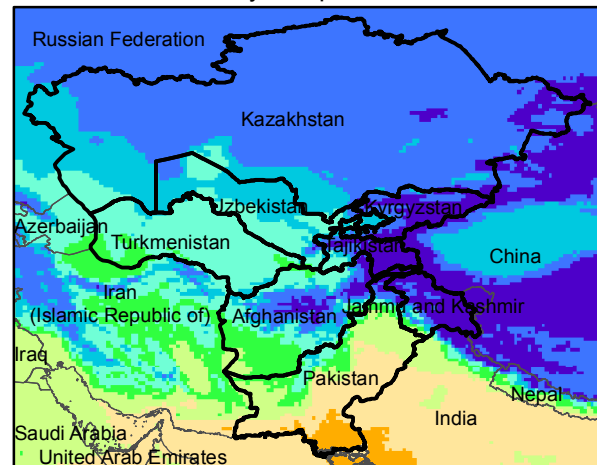 Russian Federation
Kazakhstan
Uzbekistan
Kyrgyzstan
Azerbaijan
Turkmenistan
Tajikistan
China
Iran
(Islamic Republic of)
Afghanistan
Jammu and Kashmir
Iraq
Pakistan
Nepal
India
Saudi Arabia
United Arab Emirates